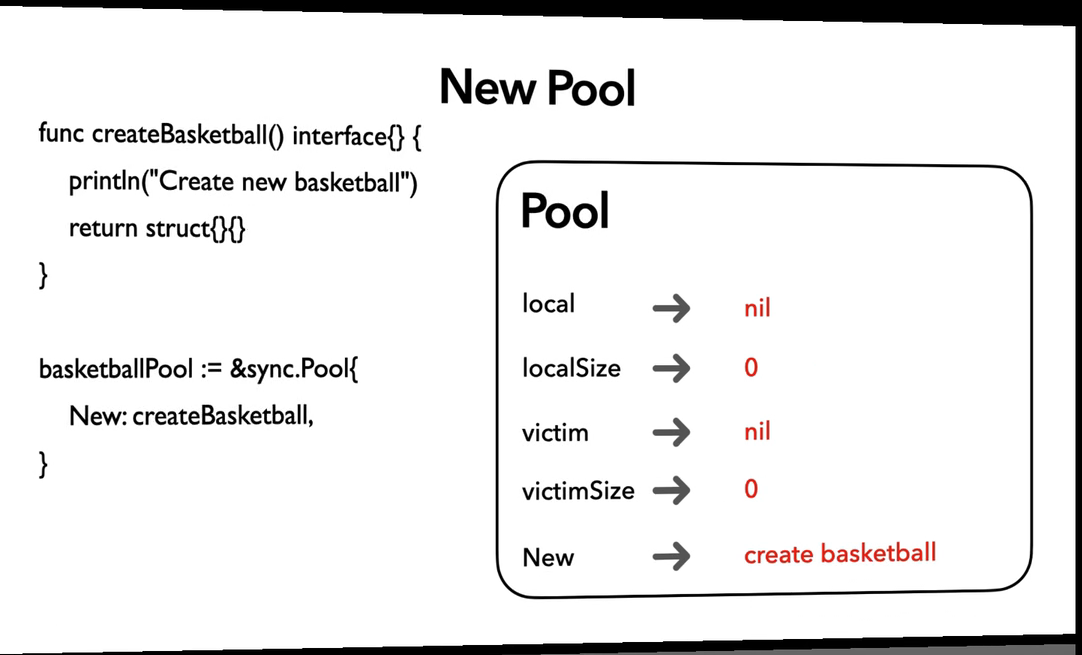 New Pool
func createBasketball() interface{} {
println("Create new basketball")
return struct{}{}
}
basketballPool := &sync.Pool{
New: createBasketball,
}
Pool
local → nil
localSize → 0
victim → nil
victimSize → 0
New → create basketball